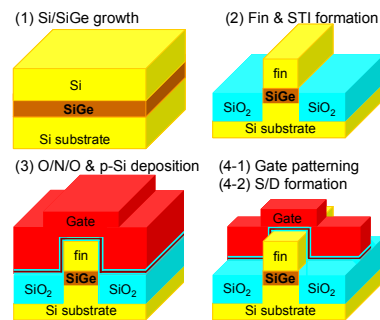 (1) Si/SiGe growth
Si
SiGe
Si substrate
(2) Fin & STI formation
fin
SiGe
SiO2
SiO2
Si substrate
(3) O/N/O & p-Si deposition
Gate
fin
SiGe
SiO2
SiO2
Si substrate
(4-1) Gate patterning
(4-2) S/D formation
Gate
fin
SiGe
SiO2
SiO2
Si substrate